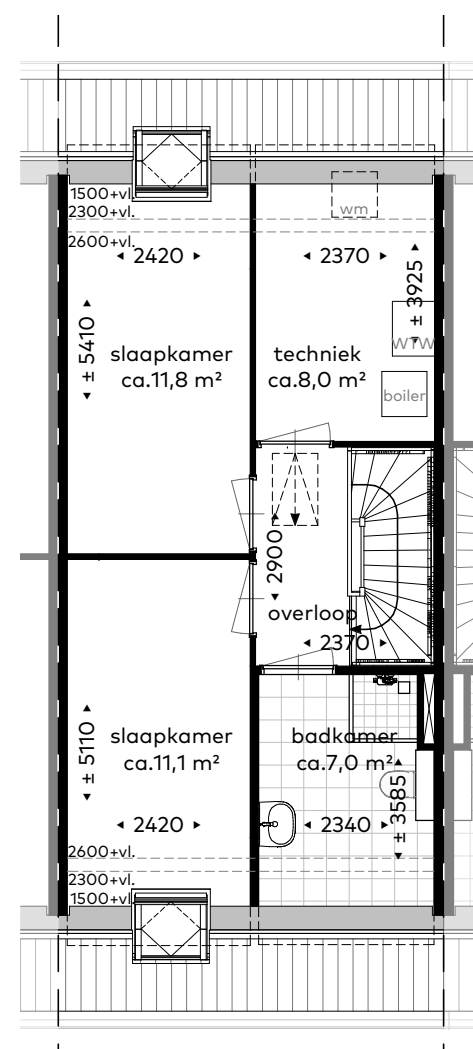 1500+vl.
2300+vl.
2600+vl.
wm
2420
2370
± 3925
± 5410
WTW
slaapkamer
ca.11,8 m²
techniek
ca.8,0 m²
boiler
2900
overloop
2370
slaapkamer
ca.11,1 m²
badkamer
ca.7,0 m²
± 5110
± 3585
2420
2340
2600+vl.
2300+vl.
1500+vl.